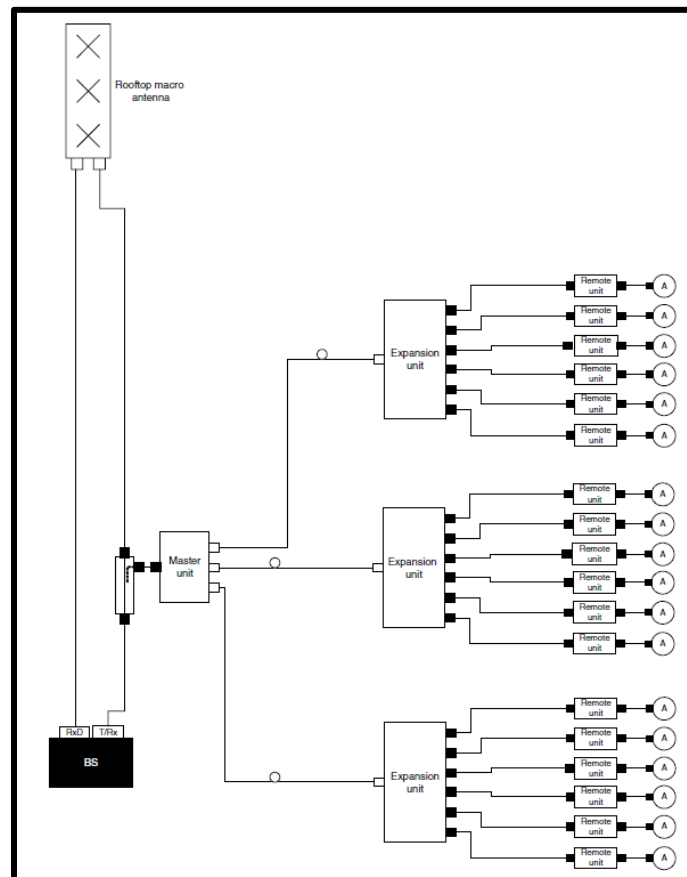 Rooftop macro
antenna
Remote
unit
A
Remote
unit
A
Expansion
unit
Remote
unit
A
Remote
unit
A
Remote
unit
A
Remote
unit
A
Remote
unit
A
Remote
unit
A
Master
unit
Expansion
unit
Remote
unit
A
Remote
unit
A
Remote
unit
A
Remote
unit
A
Remote
unit
A
RxD
T/Rx
Remote
unit
A
BS
Expansion
unit
Remote
unit
A
Remote
unit
A
Remote
unit
A
Remote
unit
A